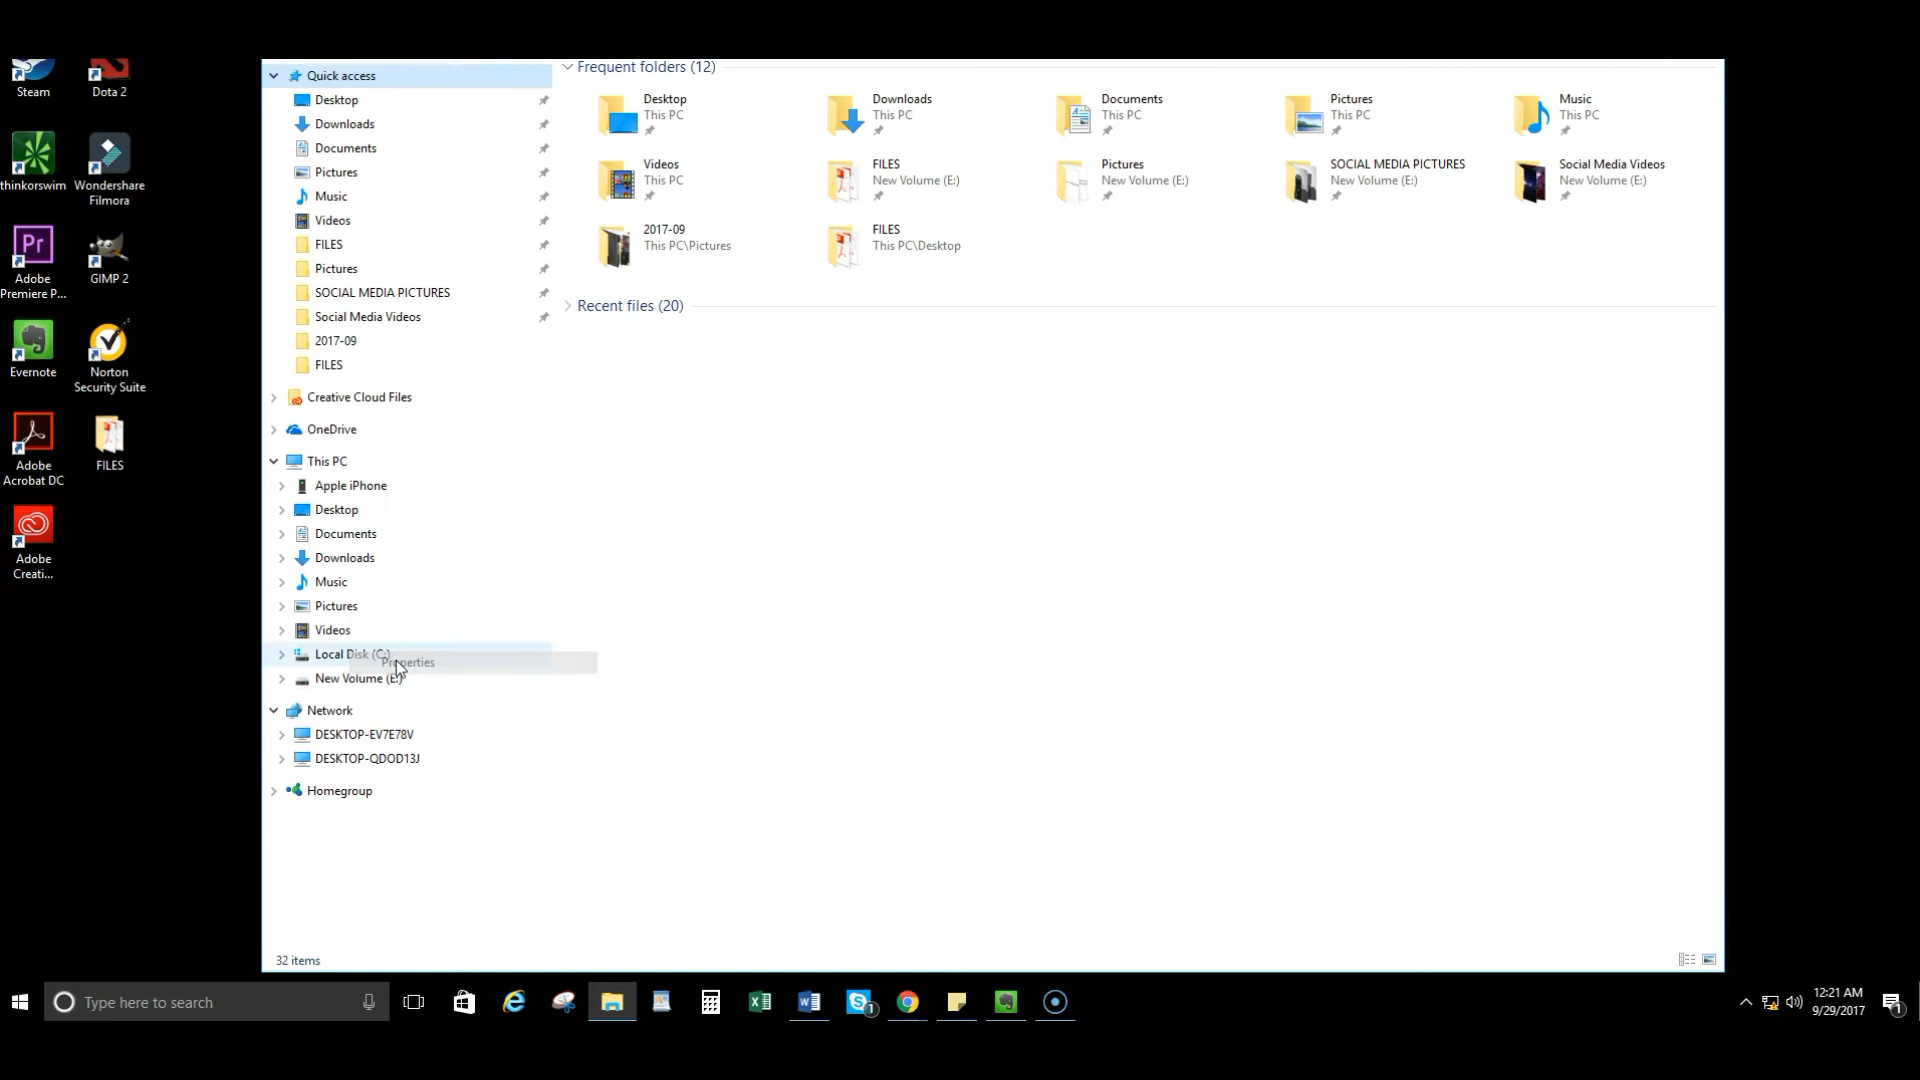 Steam
Dota 2
thinkorswim
Wondershare
Filmora
Pr
Adobe
Premiere P...
GIMP 2
Evernote
Norton
Security Suite
Adobe
Acrobat DC
FILES
Adobe
Creati...
Quick access
Desktop
Downloads
Documents
Pictures
Music
Videos
FILES
Pictures
SOCIAL MEDIA PICTURES
Social Media Videos
2017-09
FILES
Creative Cloud Files
OneDrive
This PC
Apple iPhone
Desktop
Documents
Downloads
Music
Pictures
Videos
Local Disk (C:)
Properties
New Volume (E:)
Network
DESKTOP-EV7E78V
DESKTOP-QDOD13J
Homegroup
32 items
Frequent folders (12)
Desktop
This PC
Downloads
This PC
Documents
This PC
Pictures
This PC
Music
This PC
Videos
This PC
FILES
New Volume (E:)
Pictures
New Volume (E:)
SOCIAL MEDIA PICTURES
New Volume (E:)
Social Media Videos
New Volume (E:)
2017-09
This PC\Pictures
FILES
This PC\Desktop
Recent files (20)
Type here to search
1
12:21 AM
9/29/2017
1